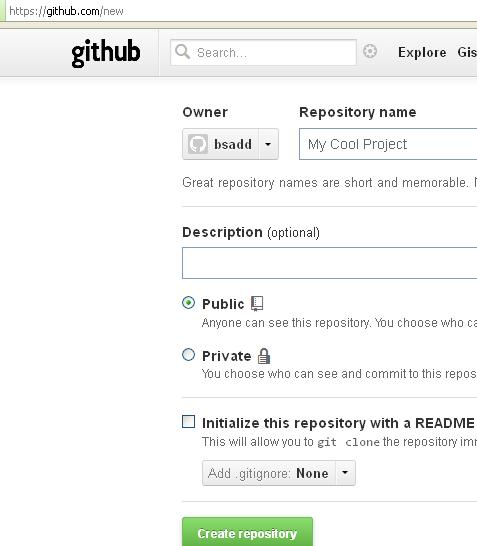 https://github.com/new
github Search... Explore Gis
Owner Repository name
bsadd My Cool Project
Great repository names are short and memorable.
Description (optional)
Public
Anyone can see this repository. You choose who ca
Private
You choose who can see and commit to this repos
Initialize this repository with a README
This will allow you to git clone the repository imm
Add .gitignore: None
Create repository